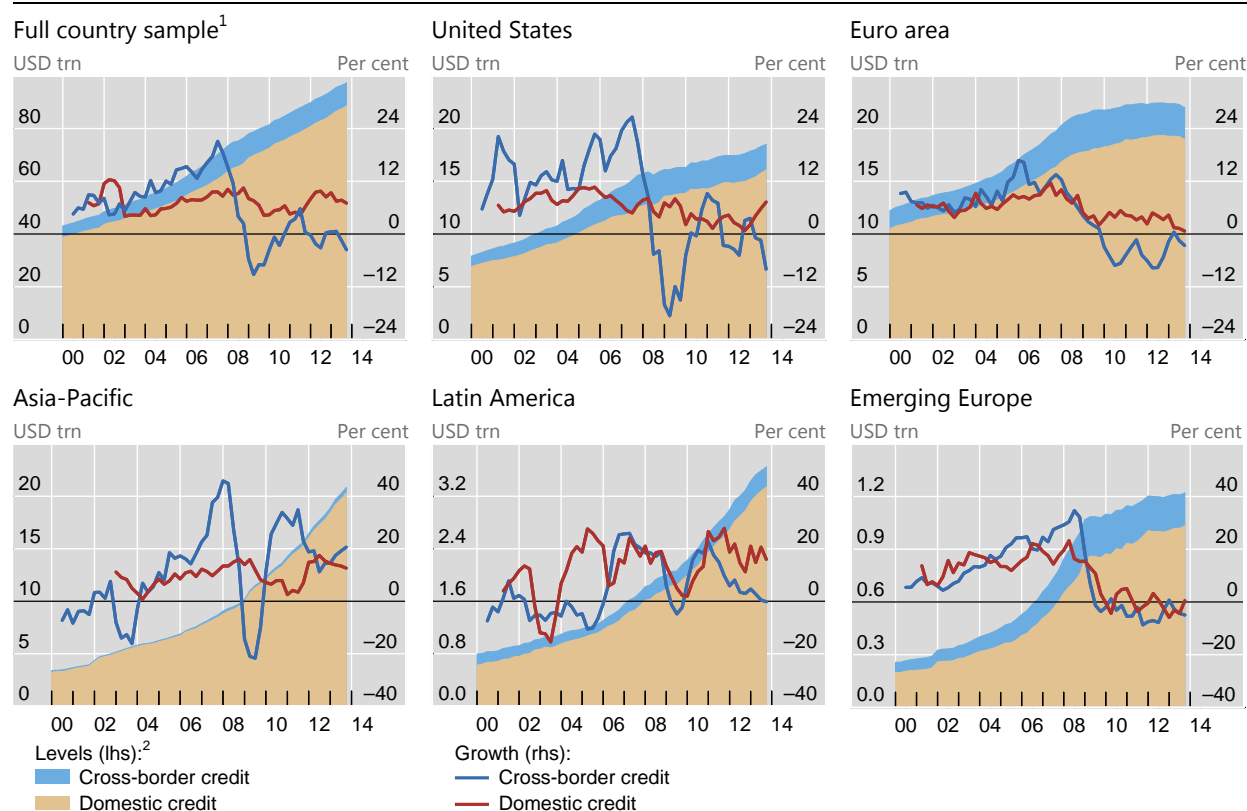 Full country sample1
United States
Euro area
USD trn Per cent
USD trn Per cent
USD trn Per cent
80 24
60 12
40 0
20 –12
0 –24
00 02 04 06 08 10 12 14
20 24
15 12
10 0
5 –12
0 –24
00 02 04 06 08 10 12 14
20 24
15 12
10 0
5 –12
0 –24
00 02 04 06 08 10 12 14
Asia-Pacific
Latin America
Emerging Europe
USD trn Per cent
USD trn Per cent
USD trn Per cent
20 40
15 20
10 0
5 –20
0 –40
00 02 04 06 08 10 12 14
3.2 40
2.4 20
1.6 0
0.8 –20
0.0 –40
00 02 04 06 08 10 12 14
1.2 40
0.9 20
0.6 0
0.3 –20
0.0 –40
00 02 04 06 08 10 12 14
Levels (lhs):2
Cross-border credit
Domestic credit
Growth (rhs):
Cross-border credit
Domestic credit